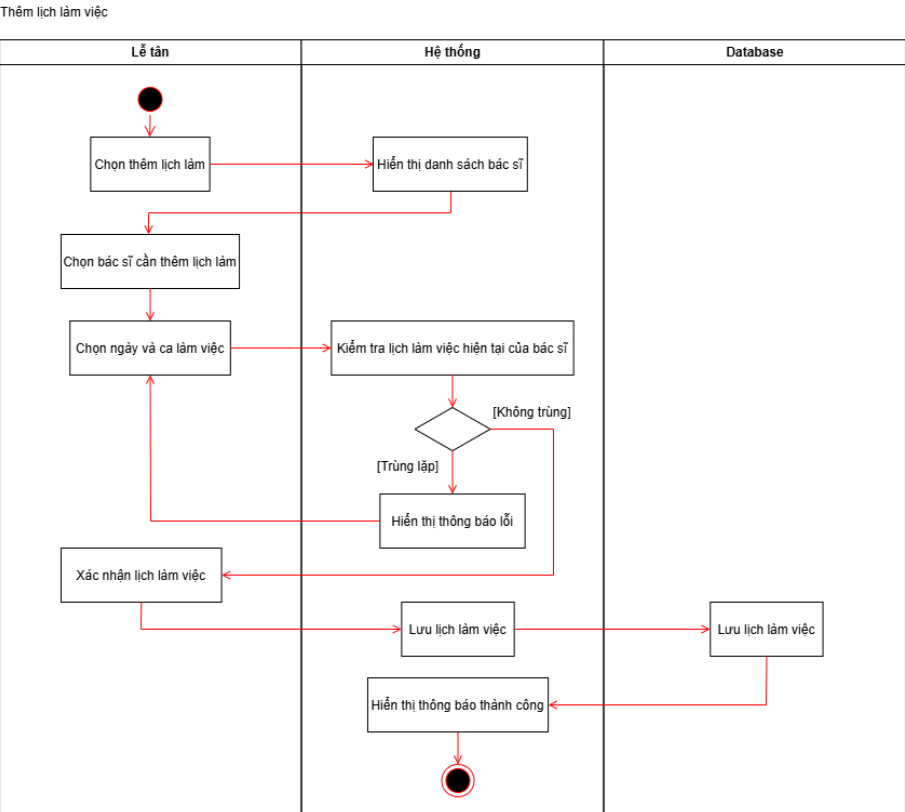 Thêm lịch làm việc
Lễ tân
Hệ thống
Database
Chọn thêm lịch làm
Hiển thị danh sách bác sĩ
Chọn bác sĩ cần thêm lịch làm
Chọn ngày và ca làm việc
Kiểm tra lịch làm việc hiện tại của bác sĩ
[Không trùng]
[Trùng lặp]
Hiển thị thông báo lỗi
Xác nhận lịch làm việc
Lưu lịch làm việc
Lưu lịch làm việc
Hiển thị thông báo thành công